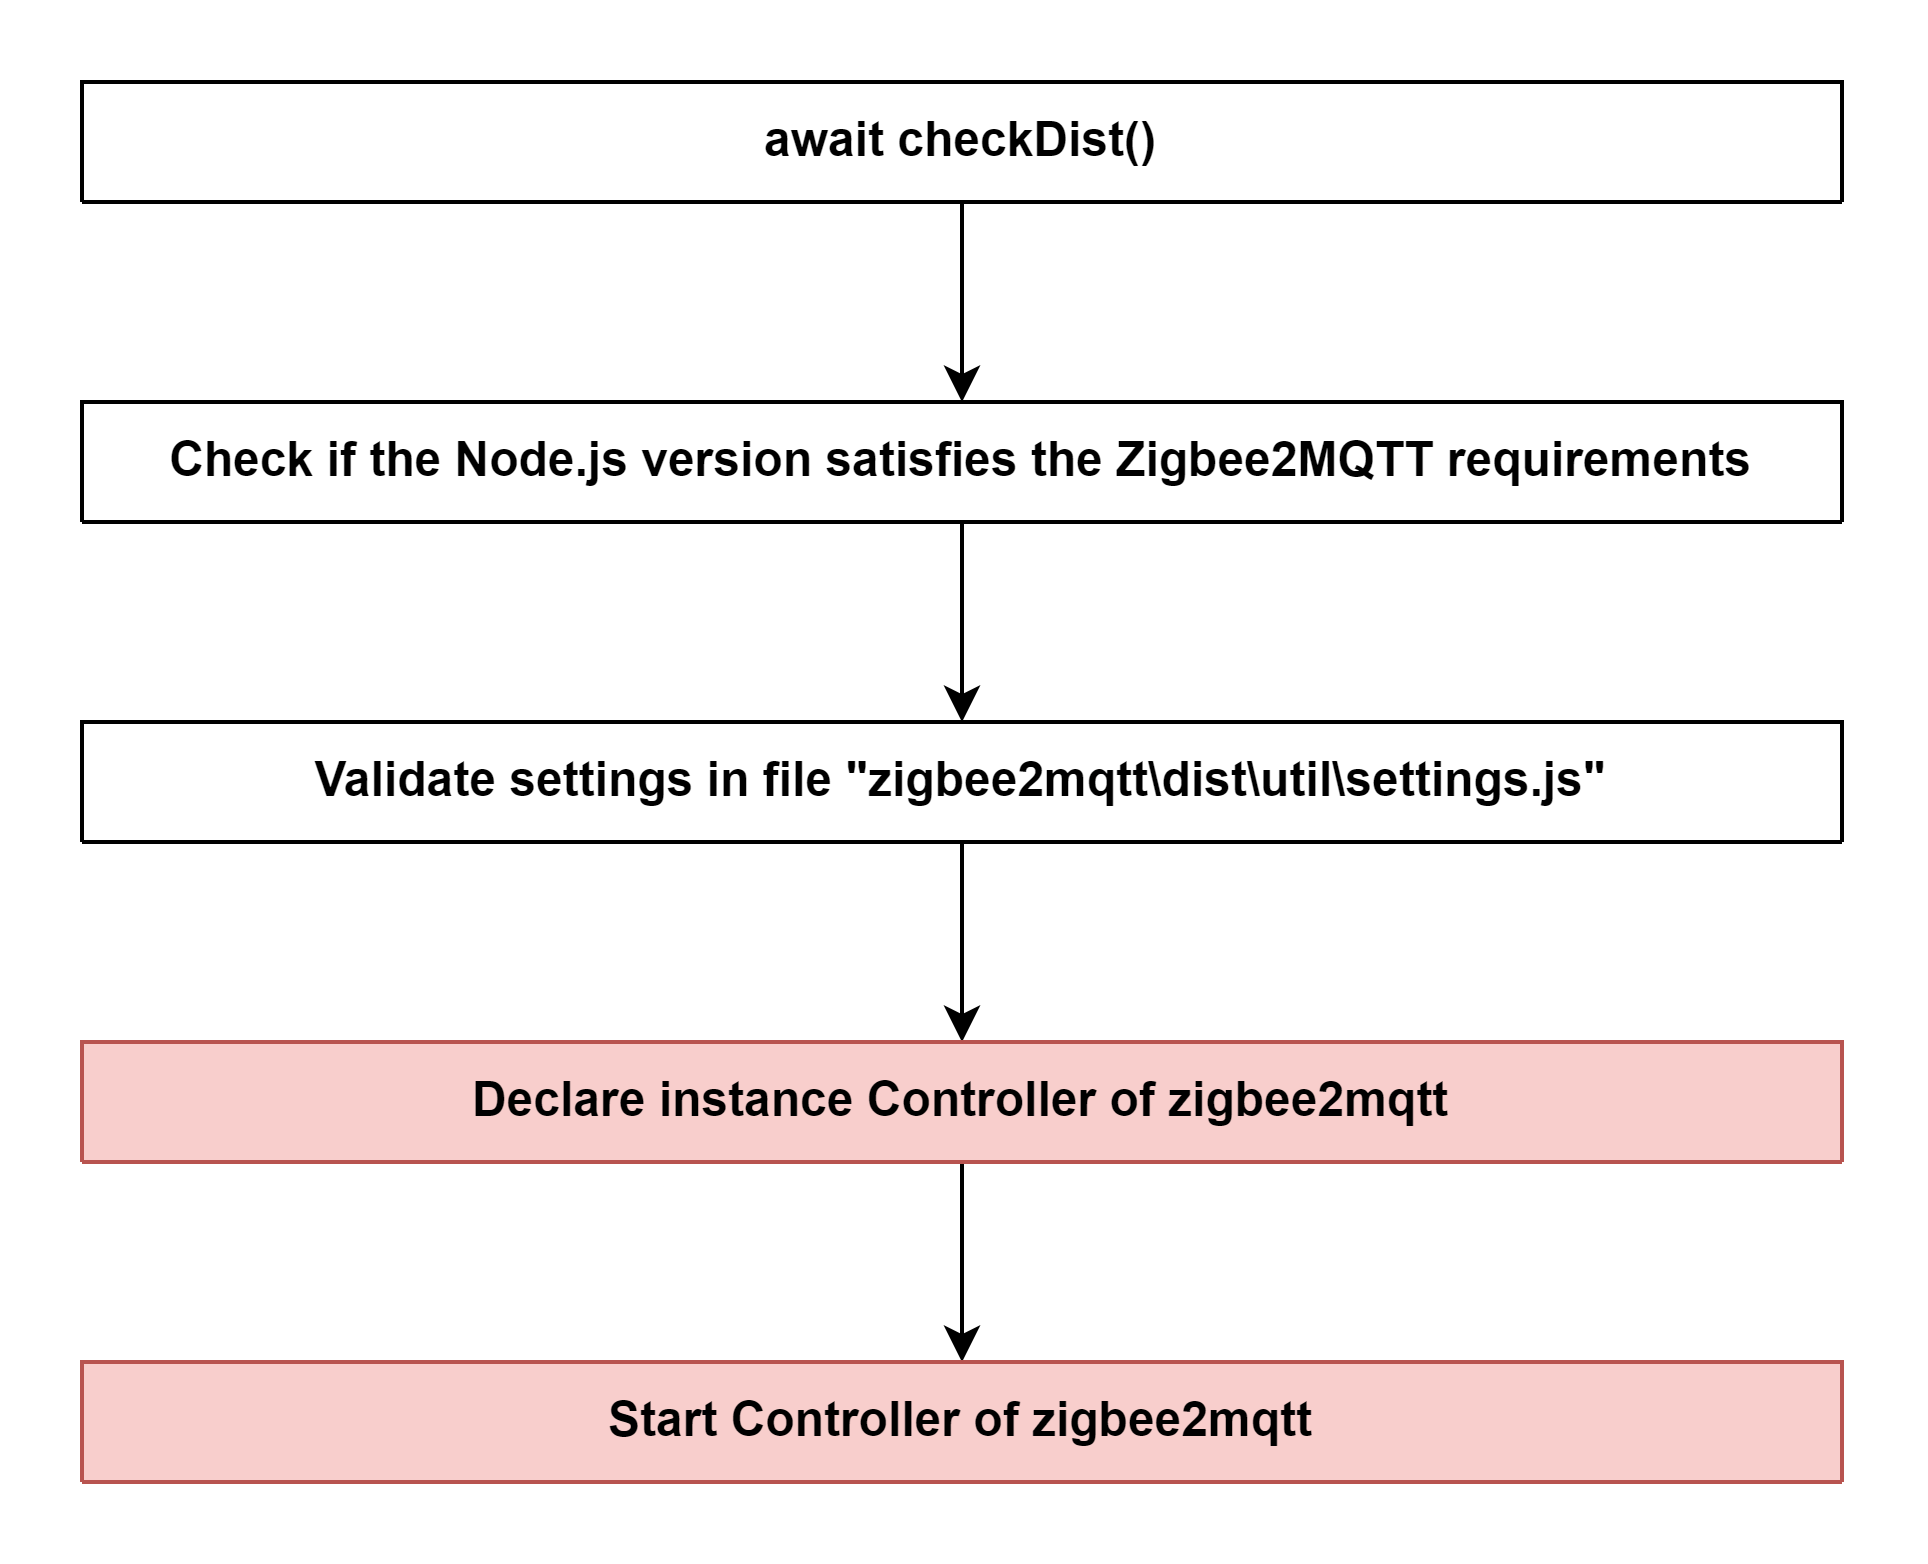 await checkDist()
Check if the Node.js version satisfies the Zigbee2MQTT requirements
Validate settings in file "zigbee2mqtt\dist\util\settings.js"
Declare instance Controller of zigbee2mqtt
Start Controller of zigbee2mqtt